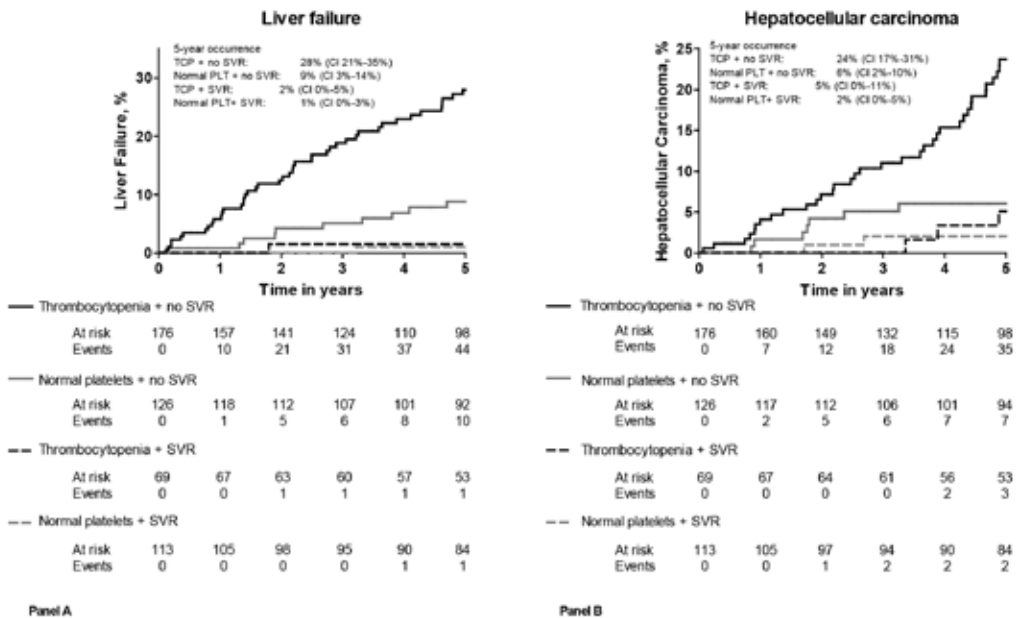 Liver failure
5-year occurrence
TCP + no SVR: 28% (CI 21%-35%)
Normal PLT + no SVR: 9% (CI 3%-14%)
TCP + SVR: 2% (CI 0%-5%)
Normal PLT+ SVR: 1% (CI 0%-3%)
Liver Failure, %
30
20
10
0
0 1 2 3 4 5
Time in years
Thrombocytopenia + no SVR
At risk 176 157 141 124 110 98
Events 0 10 21 31 37 44
Normal platelets + no SVR
At risk 126 118 112 107 101 92
Events 0 1 5 6 8 10
Thrombocytopenia + SVR
At risk 69 67 63 60 57 53
Events 0 0 1 1 1 1
Normal platelets + SVR
At risk 113 105 98 95 90 84
Events 0 0 0 0 1 1
Panel A
Hepatocellular carcinoma
5-year occurrence
TCP + no SVR: 24% (CI 17%-31%)
Normal PLT + no SVR: 6% (CI 2%-10%)
TCP + SVR: 5% (CI 0%-11%)
Normal PLT+ SVR: 2% (CI 0%-5%)
Hepatocellular Carcinoma, %
25
20
15
10
5
0
0 1 2 3 4 5
Time in years
Thrombocytopenia + no SVR
At risk 176 160 149 132 115 98
Events 0 7 12 18 24 35
Normal platelets + no SVR
At risk 126 117 112 106 101 94
Events 0 2 5 6 7 7
Thrombocytopenia + SVR
At risk 69 67 64 61 56 53
Events 0 0 0 0 2 3
Normal platelets + SVR
At risk 113 105 97 94 90 84
Events 0 0 1 2 2 2
Panel B